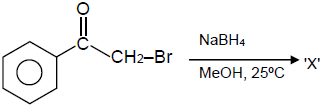 O
CH₂–Br
NaBH₄
MeOH, 25ºC
'X'